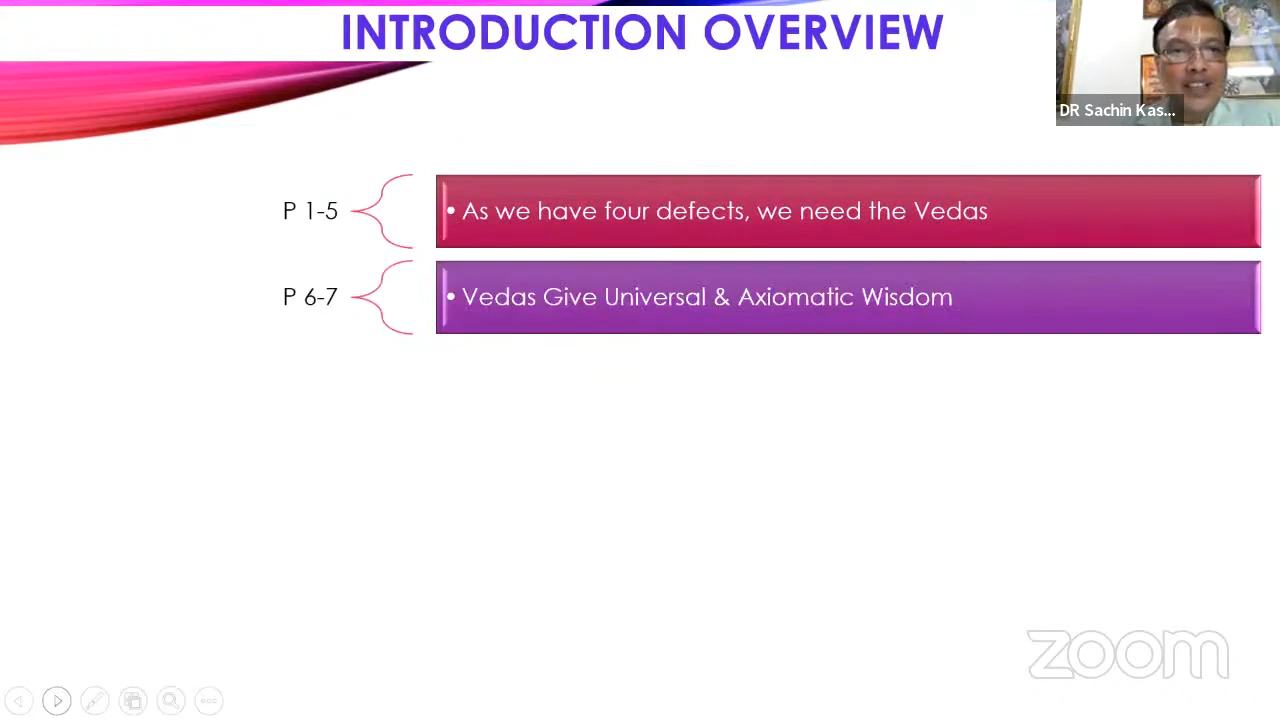 INTRODUCTION OVERVIEW
DR Sachin Kas...
P 1-5
• As we have four defects, we need the Vedas
P 6-7
• Vedas Give Universal & Axiomatic Wisdom
zoom